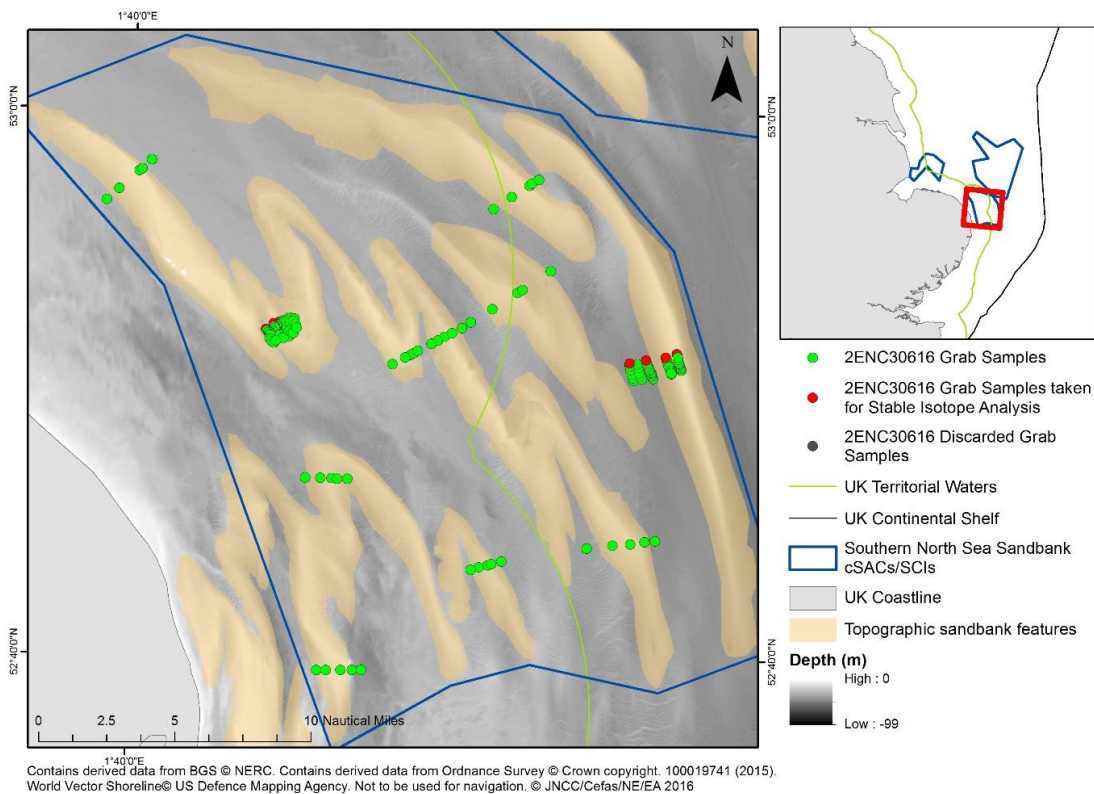 1°40'E
N
53°0'0"N
53°0'0"N
52°40'0"N
52°40'0"N
0
2.5
5
10 Nautical Miles
1°40'0"E
2ENC30616 Grab Samples
2ENC30616 Grab Samples taken
for Stable Isotope Analysis
2ENC30616 Discarded Grab
Samples
UK Territorial Waters
UK Continental Shelf
Southern North Sea Sandbank
cSACs/SCIs
UK Coastline
Topographic sandbank features
Depth (m)
High : 0
Low : -99
Contains derived data from BGS © NERC. Contains derived data from Ordnance Survey © Crown copyright. 100019741 (2015).
World Vector Shoreline© US Defence Mapping Agency. Not to be used for navigation. © JNCC/Cefas/NE/EA 2016